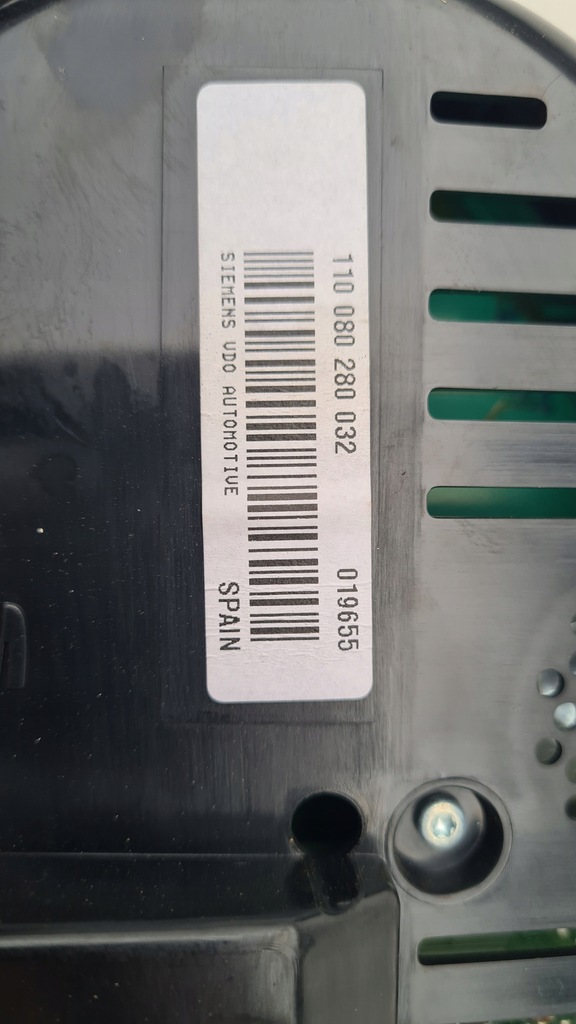 110 080 280 032 019655
SIEMENS VDO AUTOMOTIVE SPAIN